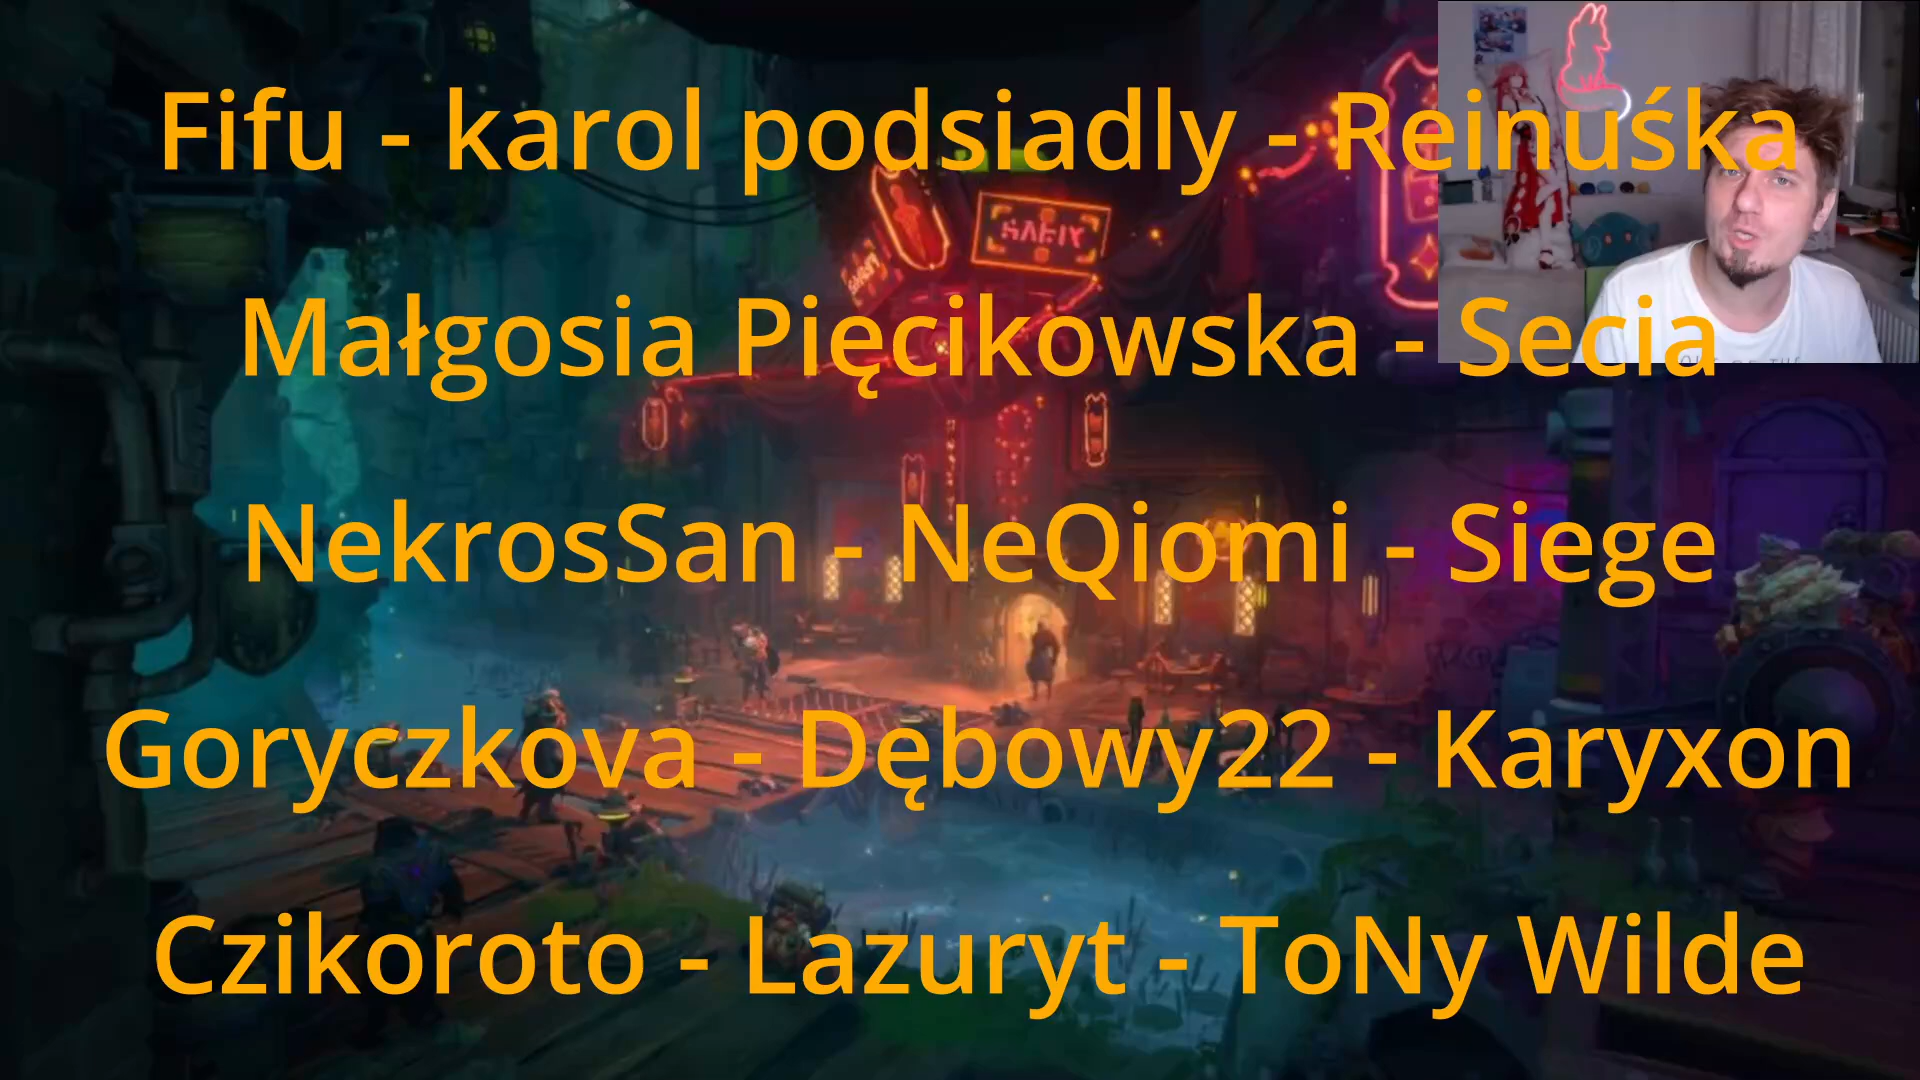 Fifu - karol podsiadly - Reinuśka
Małgosia Pięcikowska - Secia
NekrosSan - NeQiomi - Siege
Goryczkova - Dębowy22 - Karyxon
Czikoroto - Lazuryt - ToNy Wilde